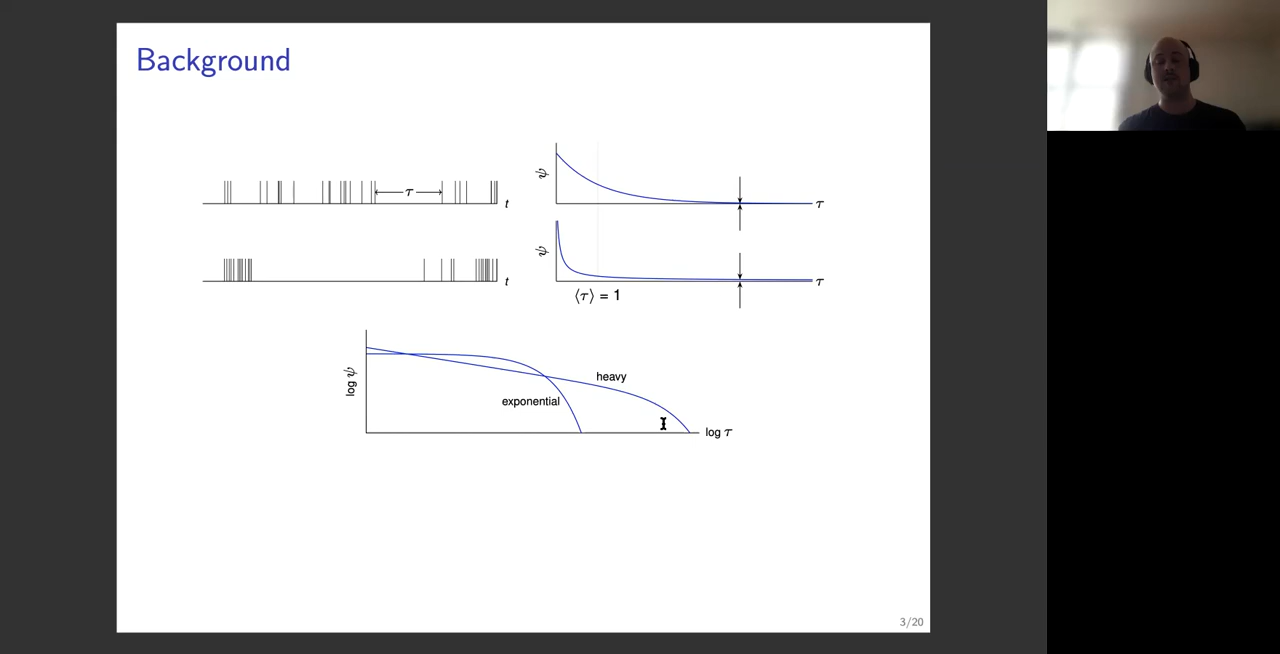 Background
τ
t
ψ
τ
t
ψ
τ
⟨τ⟩ = 1
log ψ
heavy
exponential
log τ
3/20